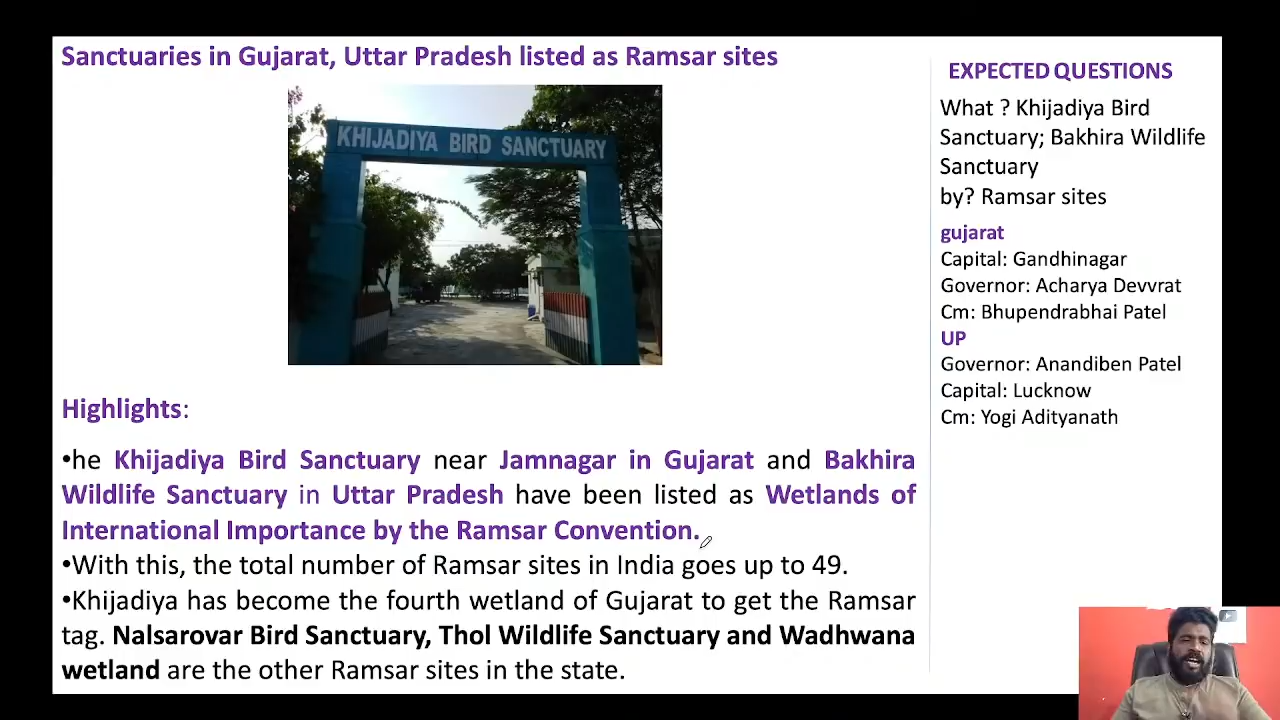 Sanctuaries in Gujarat, Uttar Pradesh listed as Ramsar sites
KHIJADIYA BIRD SANCTUARY
Highlights:
•he Khijadiya Bird Sanctuary near Jamnagar in Gujarat and Bakhira
Wildlife Sanctuary in Uttar Pradesh have been listed as Wetlands of
International Importance by the Ramsar Convention.
•With this, the total number of Ramsar sites in India goes up to 49.
•Khijadiya has become the fourth wetland of Gujarat to get the Ramsar
tag. Nalsarovar Bird Sanctuary, Thol Wildlife Sanctuary and Wadhwana
wetland are the other Ramsar sites in the state.
EXPECTED QUESTIONS
What ? Khijadiya Bird
Sanctuary; Bakhira Wildlife
Sanctuary
by? Ramsar sites
gujarat
Capital: Gandhinagar
Governor: Acharya Devvrat
Cm: Bhupendrabhai Patel
UP
Governor: Anandiben Patel
Capital: Lucknow
Cm: Yogi Adityanath